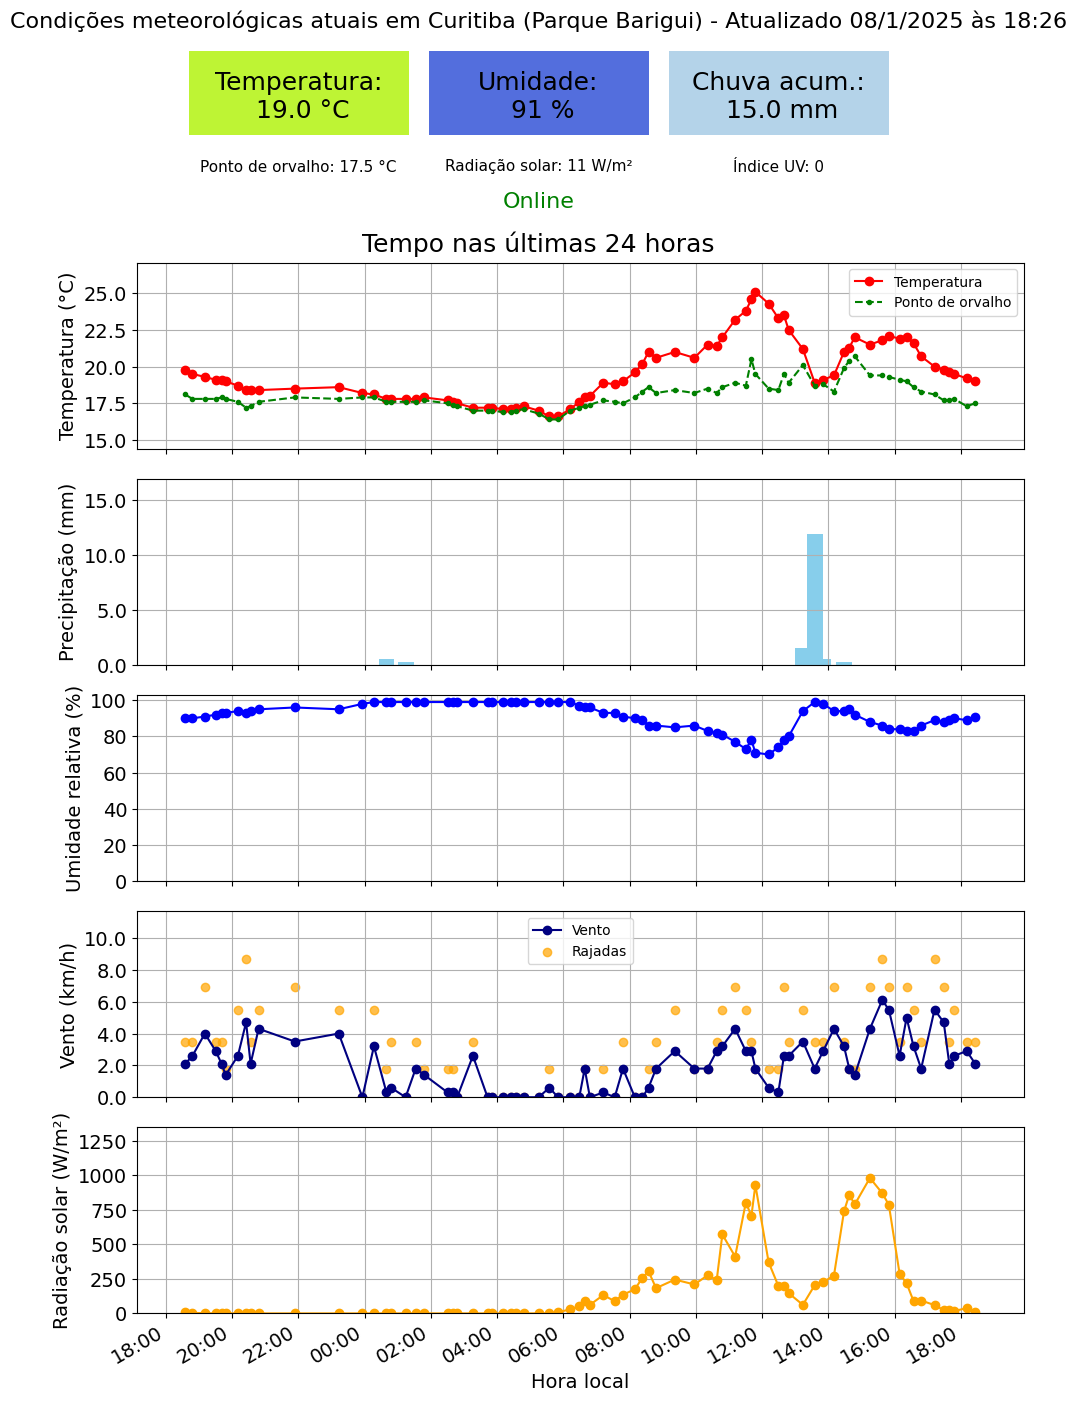 Condições meteorológicas atuais em Curitiba (Parque Barigui) - Atualizado 08/1/2025 às 18:26
Temperatura:
19.0 °C
Umidade:
91 %
Chuva acum.:
15.0 mm
Ponto de orvalho: 17.5 °C
Radiação solar: 11 W/m²
Índice UV: 0
Online
Tempo nas últimas 24 horas
Temperatura (°C)
25.0
22.5
20.0
17.5
15.0
Temperatura
Ponto de orvalho
Precipitação (mm)
15.0
10.0
5.0
0.0
Umidade relativa (%)
100
80
60
40
20
0
Vento (km/h)
10.0
8.0
6.0
4.0
2.0
0.0
Vento
Rajadas
Radiação solar (W/m²)
1250
1000
750
500
250
0
18:00
20:00
22:00
00:00
02:00
04:00
06:00
08:00
10:00
12:00
14:00
16:00
18:00
Hora local